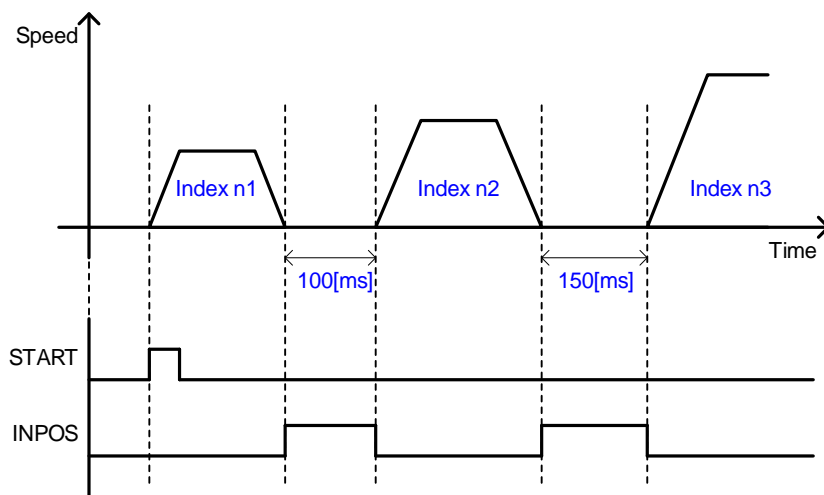 Speed
Index n1
Index n2
Index n3
Time
100[ms]
150[ms]
START
INPOS